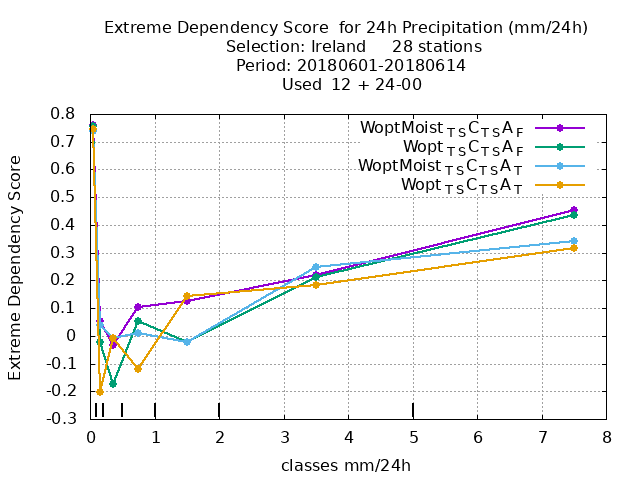 Extreme Dependency Score  for 24h Precipitation (mm/24h)
Selection: Ireland     28 stations
Period: 20180601-20180614
Used  12 + 24-00
WoptMoist TS C TS A F
Wopt TS C TS A F
WoptMoist TS C TS A T
Wopt TS C TS A T
Extreme Dependency Score
0.8
0.7
0.6
0.5
0.4
0.3
0.2
0.1
0
-0.1
-0.2
-0.3
0 1 2 3 4 5 6 7 8
classes mm/24h